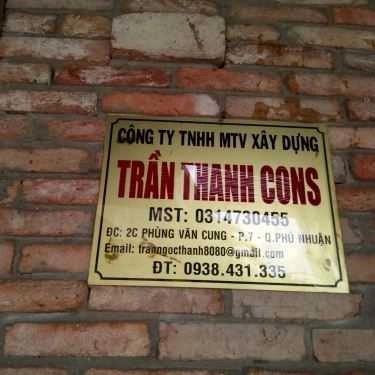 CÔNG TY TNHH MTV XÂY DỰNG
TRẦN THANH CONS
MST: 0314730455
ĐC: 2C PHÙNG VĂN CUNG - P.7 - Q.PHÚ NHUẬN
Email: tranngocthanh8080@gmail.com
ĐT: 0938.431.335